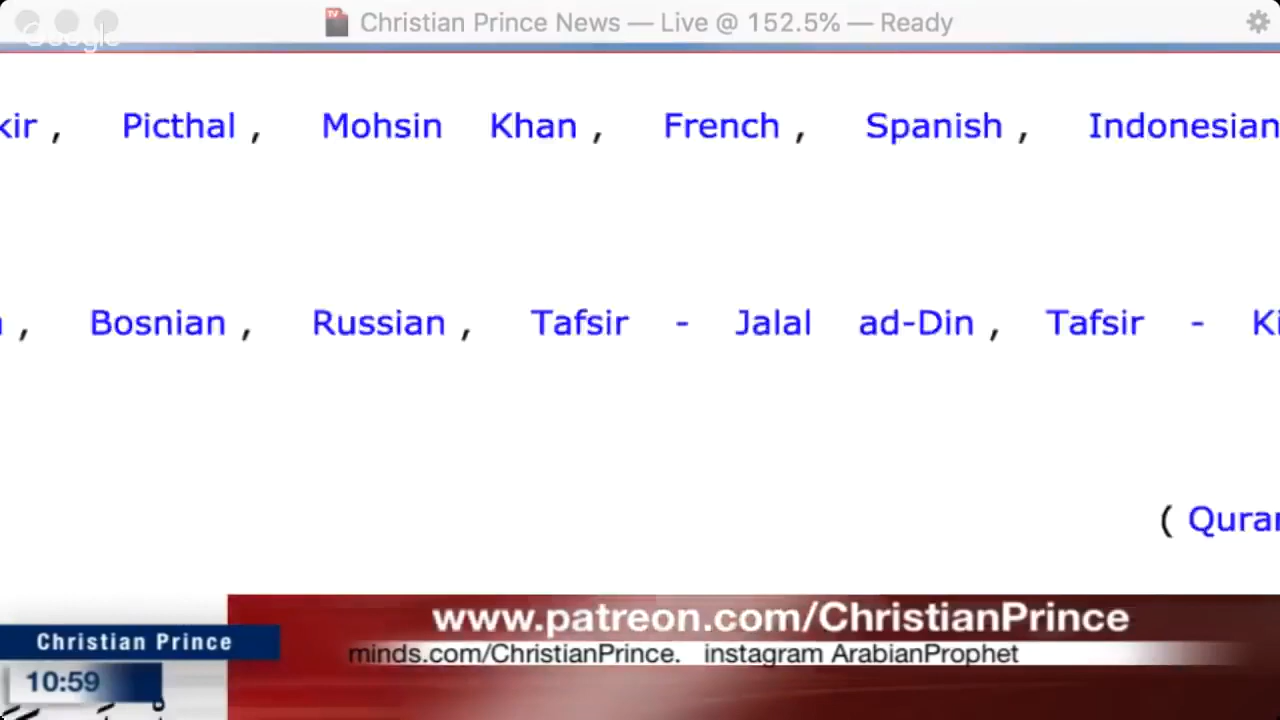 Christian Prince News — Live @ 152.5% — Ready
Google
kir , Picthal , Mohsin Khan , French , Spanish , Indonesian
, Bosnian , Russian , Tafsir - Jalal ad-Din , Tafsir - Ki
( Quran
www.patreon.com/ChristianPrince
Christian Prince
minds.com/ChristianPrince. instagram ArabianProphet
10:59